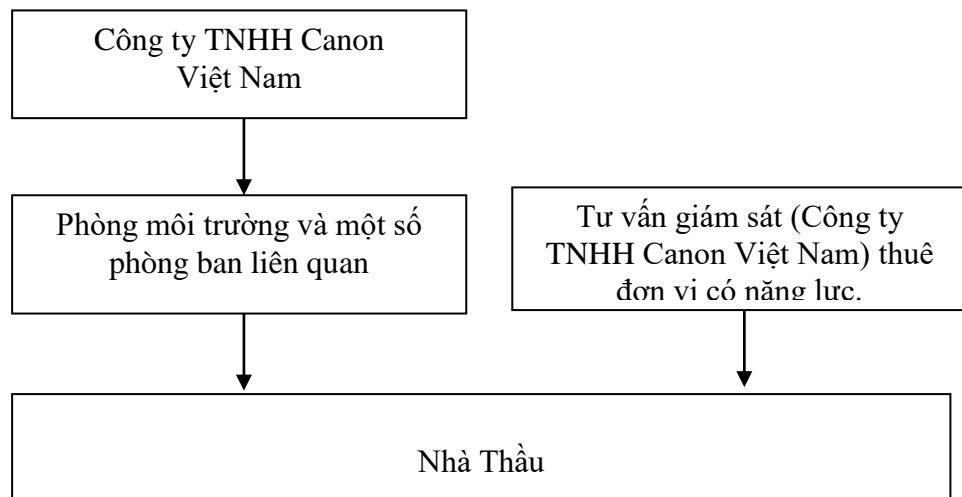 Công ty TNHH Canon
Việt Nam
Phòng môi trường và một số
phòng ban liên quan
Tư vấn giám sát (Công ty
TNHH Canon Việt Nam) thuê
đơn vị có năng lực.
Nhà Thầu